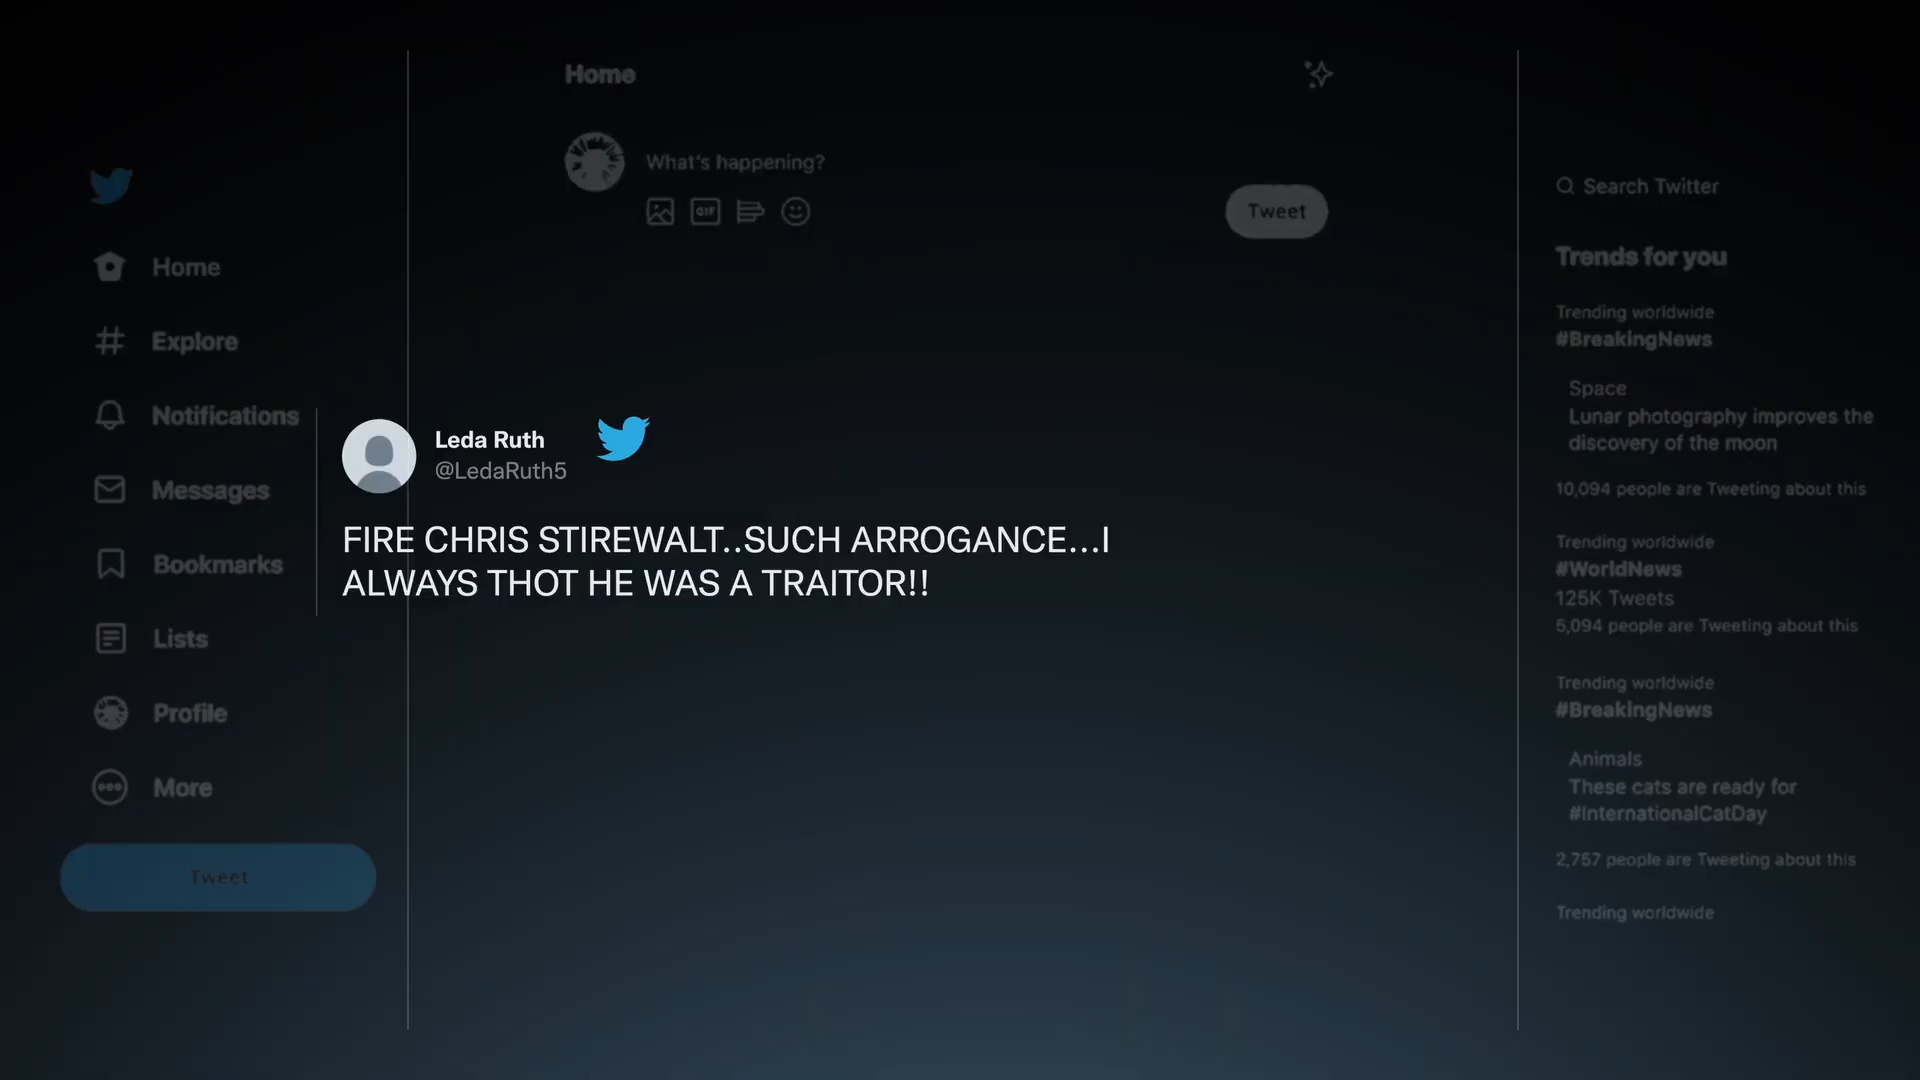 Home
What's happening?
GIF
Tweet
Home
Explore
Notifications
Messages
Bookmarks
Lists
Profile
More
Tweet
Leda Ruth
@LedaRuth5
FIRE CHRIS STIREWALT..SUCH ARROGANCE...I
ALWAYS THOT HE WAS A TRAITOR!!
Search Twitter
Trends for you
Trending worldwide
#BreakingNews
Space
Lunar photography improves the
discovery of the moon
10,094 people are Tweeting about this
Trending worldwide
#WorldNews
125K Tweets
5,094 people are Tweeting about this
Trending worldwide
#BreakingNews
Animals
These cats are ready for
#InternationalCatDay
2,757 people are Tweeting about this
Trending worldwide